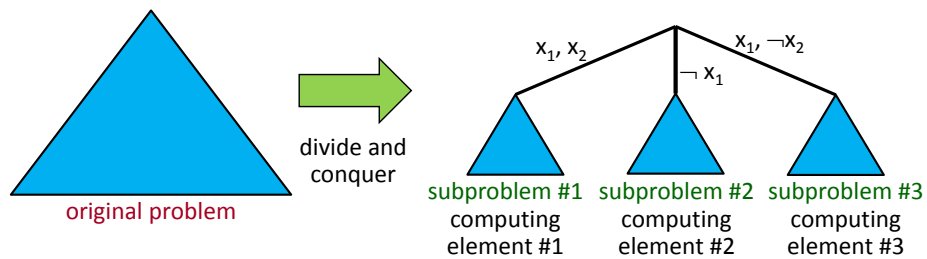 divide and
conquer
original problem
x₁, x₂
¬ x₁
x₁, ¬x₂
subproblem #1
computing
element #1
subproblem #2
computing
element #2
subproblem #3
computing
element #3